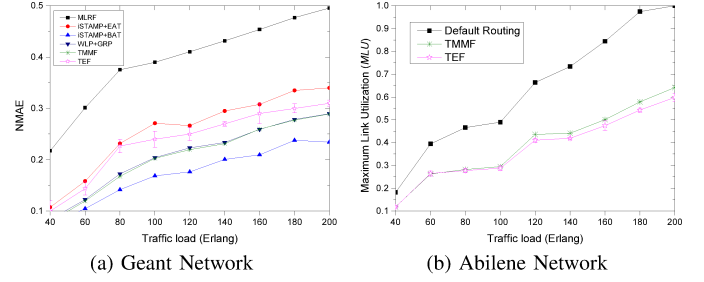 0.5
0.4
0.3
0.2
0.1
NMAE
MLRF
iSTAMP+EAT
iSTAMP+BAT
WLP+GRP
TMMF
TEF
40 60 80 100 120 140 160 180 200
Traffic load (Erlang)
(a) Geant Network
1.0
0.9
0.8
0.7
0.6
0.5
0.4
0.3
0.2
0.1
Maximum Link Utilization (MLU)
Default Routing
TMMF
TEF
40 60 80 100 120 140 160 180 200
Traffic load (Erlang)
(b) Abilene Network